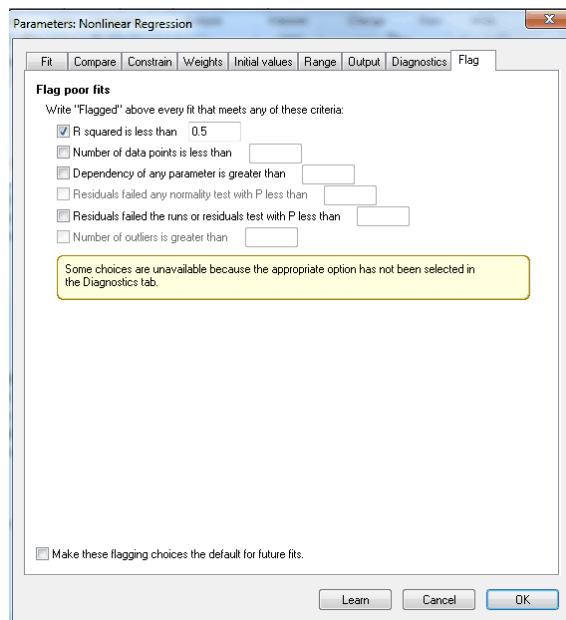 Parameters: Nonlinear Regression
Fit Compare Constrain Weights Initial values Range Output Diagnostics Flag
Flag poor fits
Write "Flagged" above every fit that meets any of these criteria:
R squared is less than 0.5
Number of data points is less than
Dependency of any parameter is greater than
Residuals failed any normality test with P less than
Residuals failed the runs or residuals test with P less than
Number of outliers is greater than
Some choices are unavailable because the appropriate option has not been selected in
the Diagnostics tab.
Make these flagging choices the default for future fits.
Learn Cancel OK